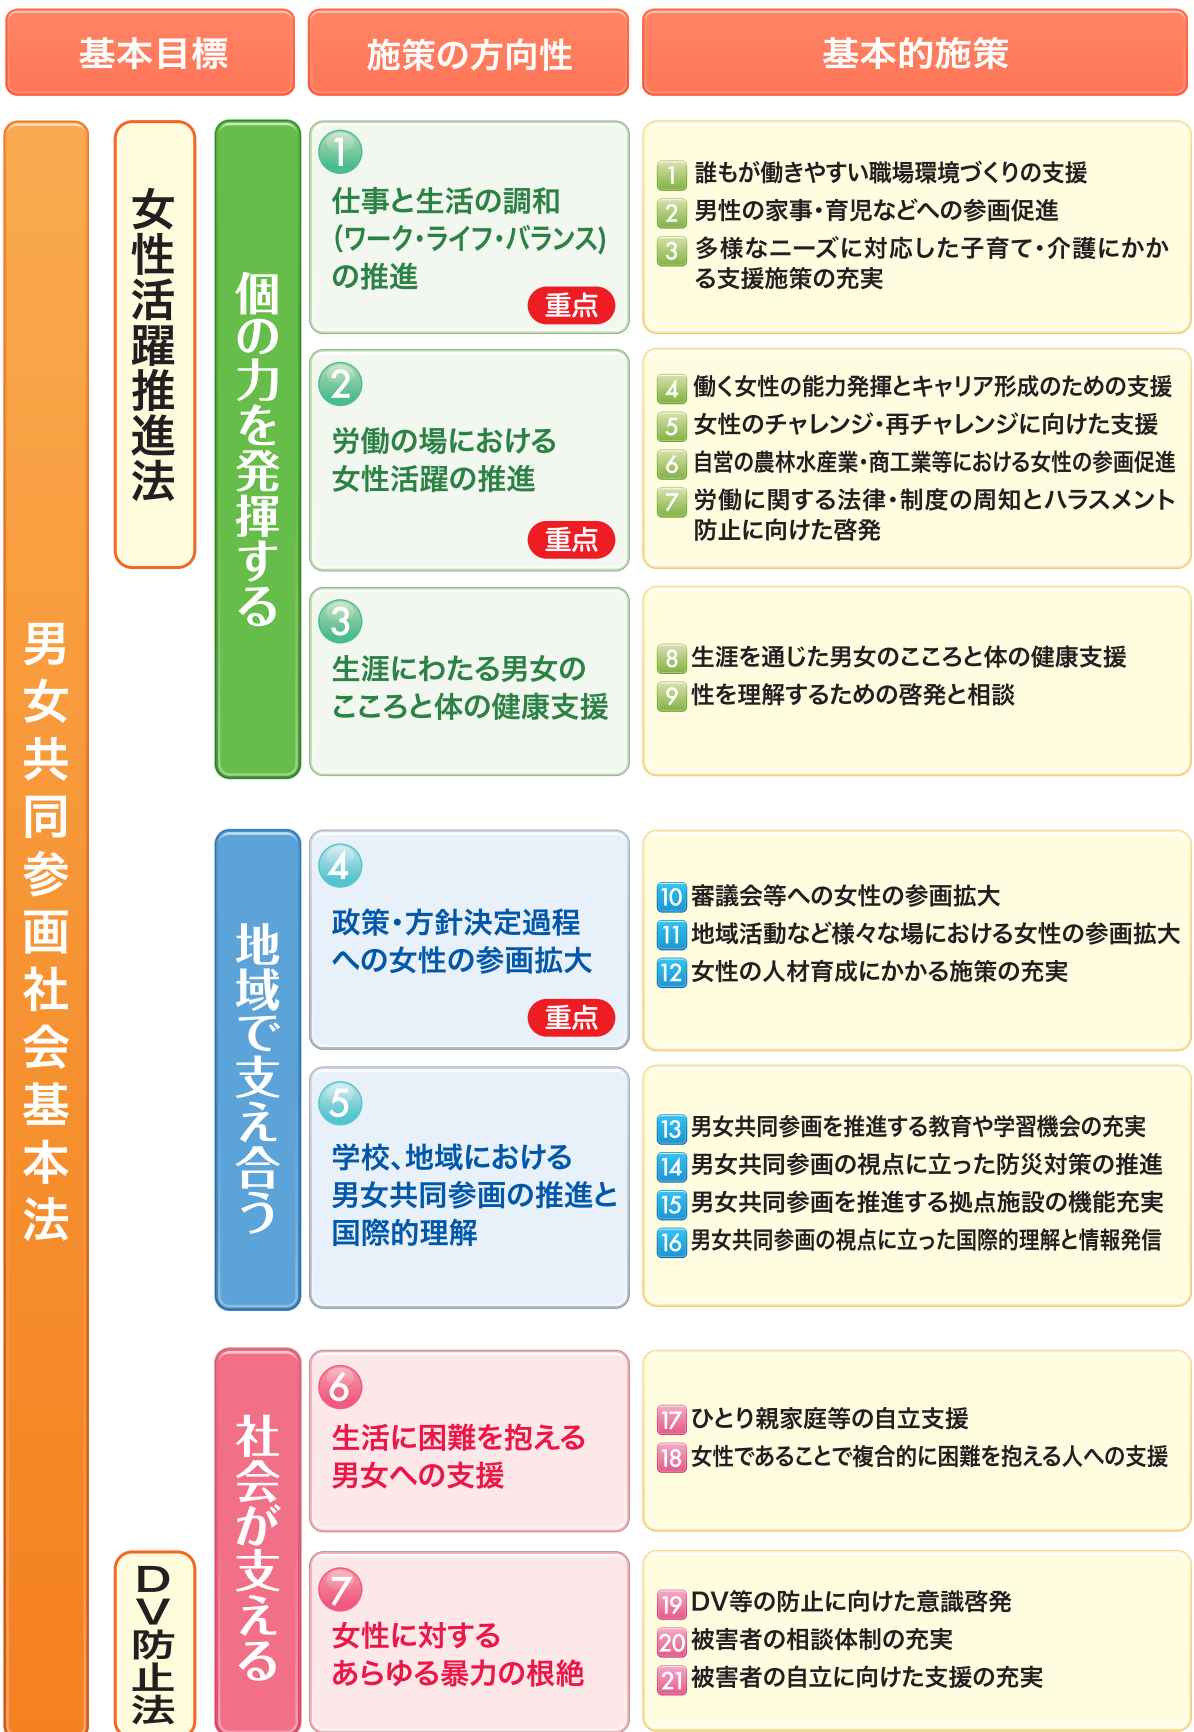 基本目標
施策の方向性
基本的施策
男女共同参画社会基本法
女性活躍推進法
個の力を発揮する
1
仕事と生活の調和
(ワーク・ライフ・バランス)
の推進
重点
1 誰もが働きやすい職場環境づくりの支援
2 男性の家事・育児などへの参画促進
3 多様なニーズに対応した子育て・介護にかか
る支援施策の充実
2
労働の場における
女性活躍の推進
重点
4 働く女性の能力発揮とキャリア形成のための支援
5 女性のチャレンジ・再チャレンジに向けた支援
6 自営の農林水産業・商工業等における女性の参画促進
7 労働に関する法律・制度の周知とハラスメント
防止に向けた啓発
3
生涯にわたる男女の
こころと体の健康支援
8 生涯を通じた男女のこころと体の健康支援
9 性を理解するための啓発と相談
地域で支え合う
4
政策・方針決定過程
への女性の参画拡大
重点
10 審議会等への女性の参画拡大
11 地域活動など様々な場における女性の参画拡大
12 女性の人材育成にかかる施策の充実
5
学校、地域における
男女共同参画の推進と
国際的理解
13 男女共同参画を推進する教育や学習機会の充実
14 男女共同参画の視点に立った防災対策の推進
15 男女共同参画を推進する拠点施設の機能充実
16 男女共同参画の視点に立った国際的理解と情報発信
社会が支える
6
生活に困難を抱える
男女への支援
17 ひとり親家庭等の自立支援
18 女性であることで複合的に困難を抱える人への支援
DV防止法
7
女性に対する
あらゆる暴力の根絶
19 DV等の防止に向けた意識啓発
20 被害者の相談体制の充実
21 被害者の自立に向けた支援の充実